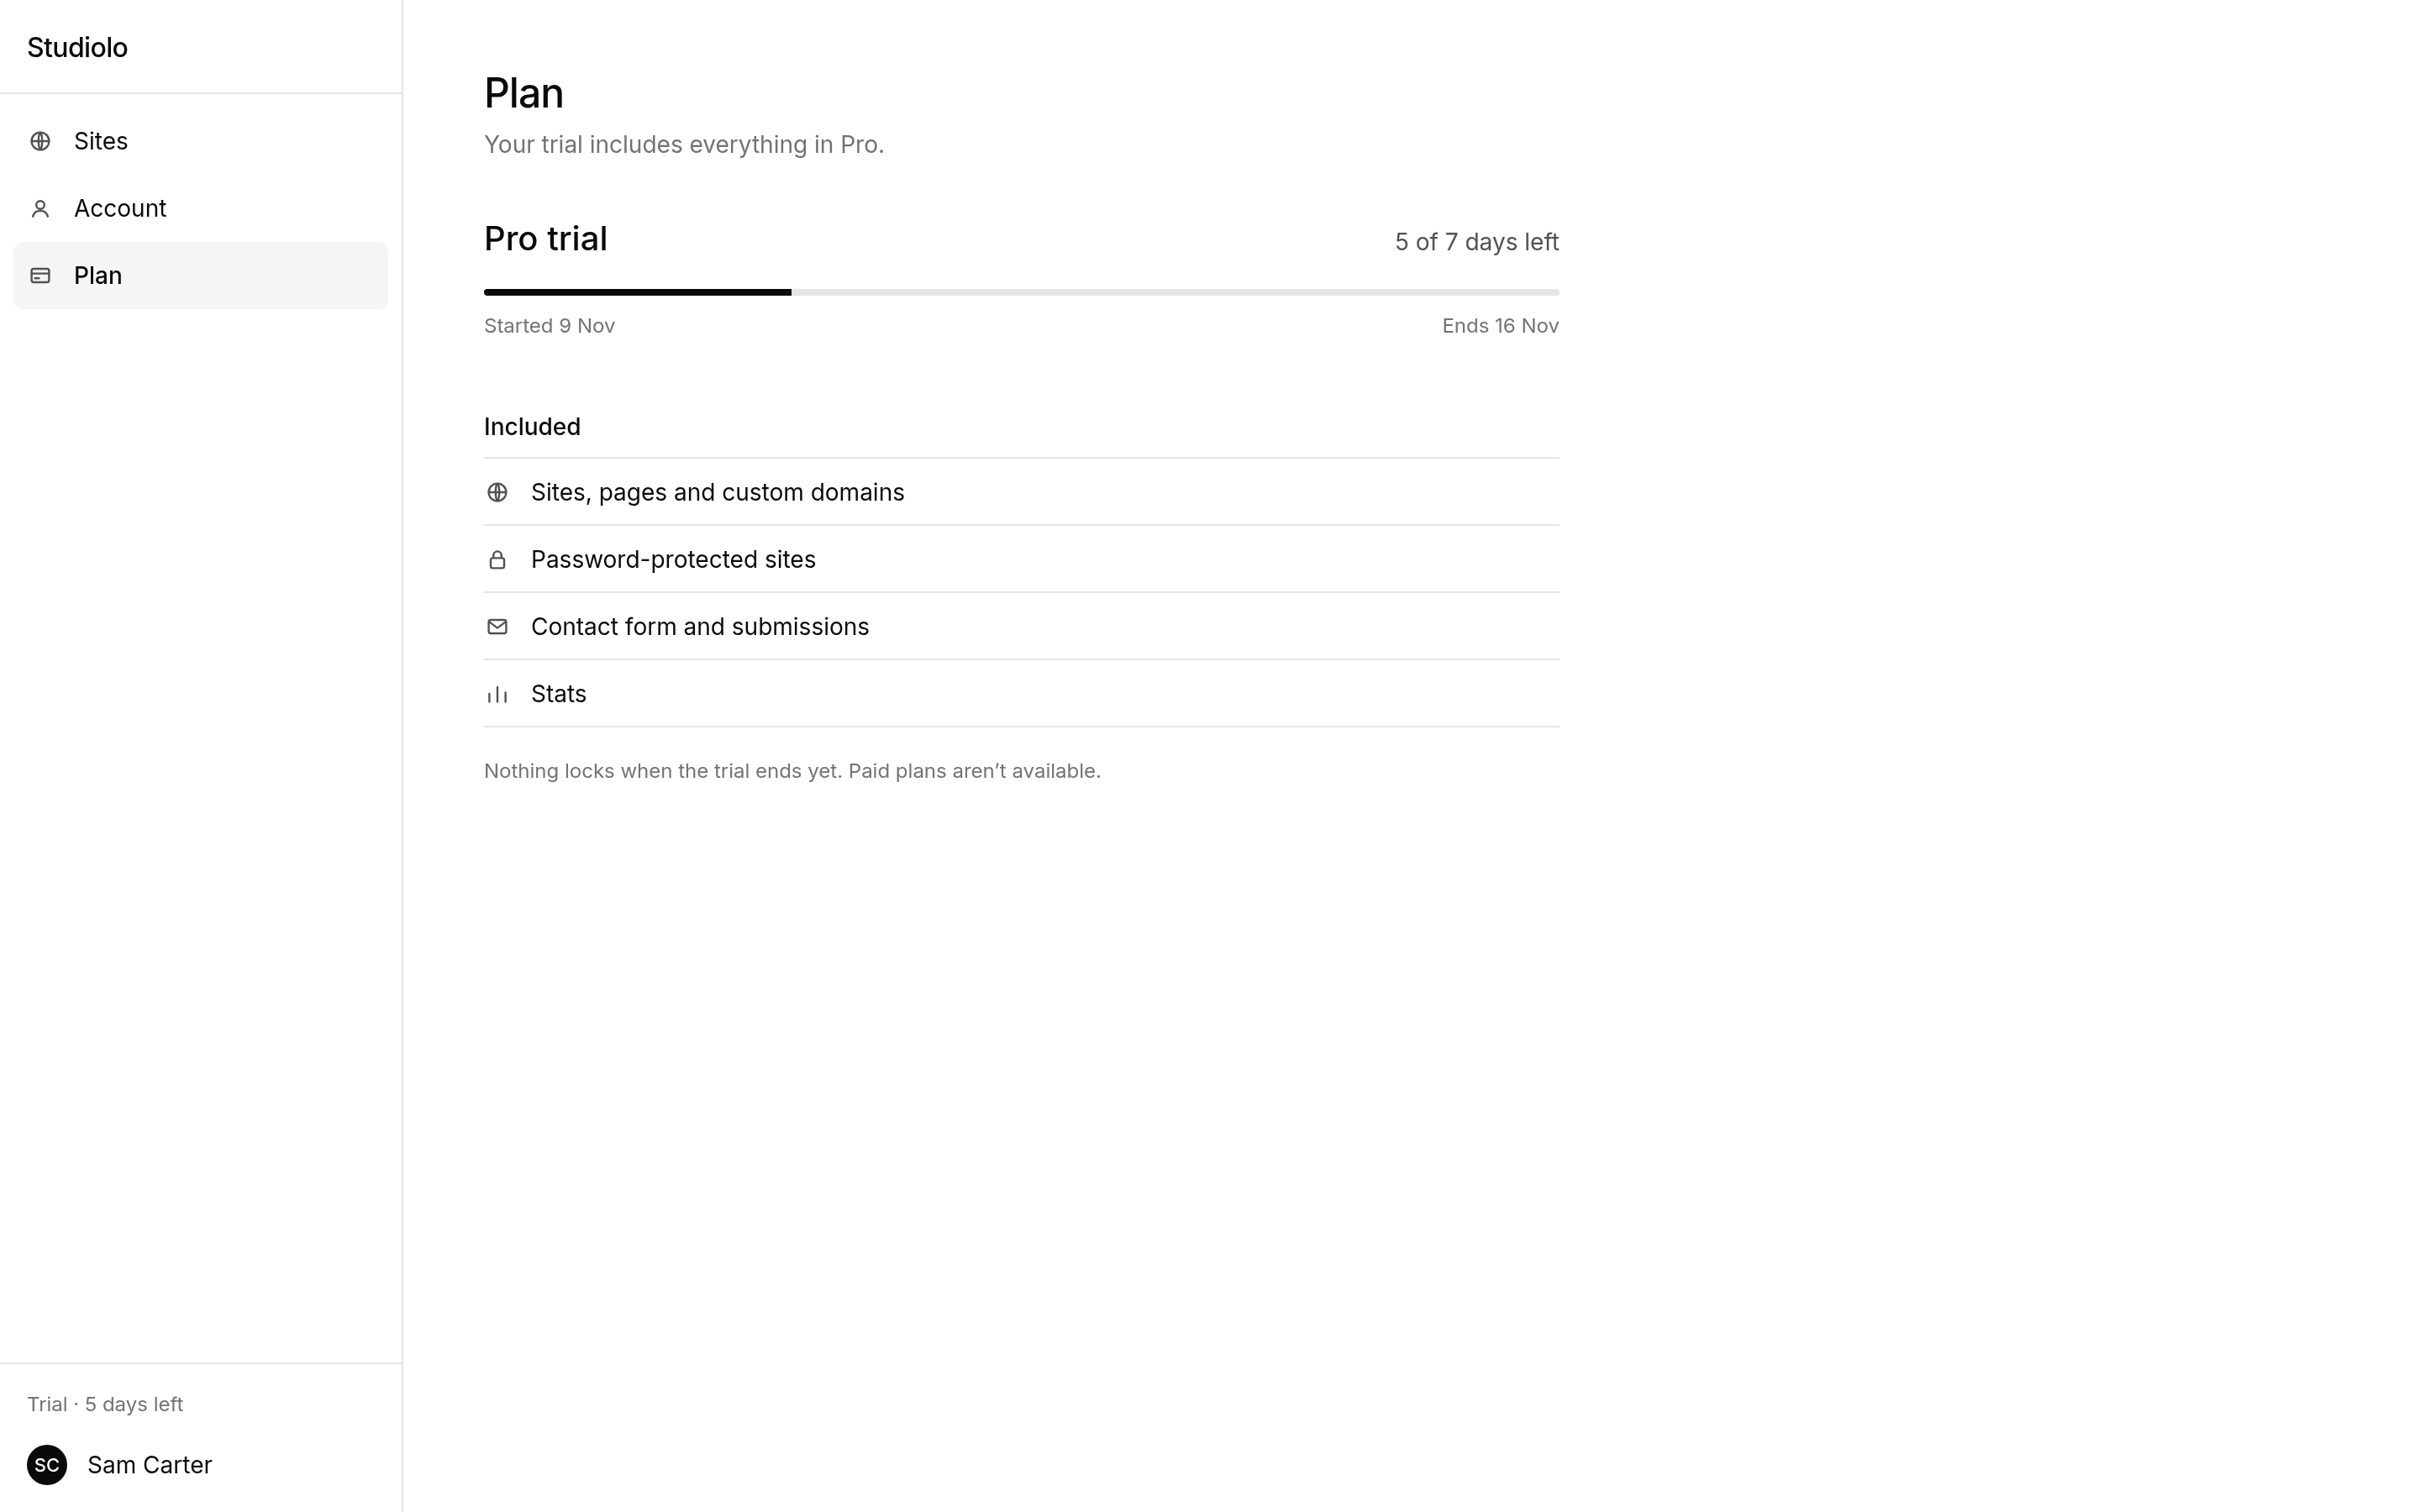 Studiolo
Sites
Account
Plan
Plan
Your trial includes everything in Pro.
Pro trial
5 of 7 days left
Started 9 Nov
Ends 16 Nov
Included
Sites, pages and custom domains
Password-protected sites
Contact form and submissions
Stats
Nothing locks when the trial ends yet. Paid plans aren’t available.
Trial · 5 days left
SC
Sam Carter